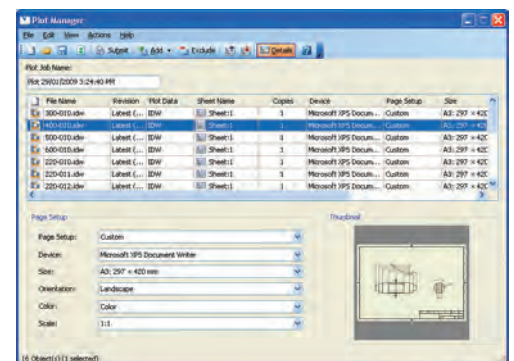 Plot Manager
File Edit View Actions Help
Submit Add Exclude Details
Plot Job Name:
Plot 29/01/2009 3:24:40 PM
File Name Revision Plot Data Sheet Name Copies Device Page Setup Size
300-010.idw Latest (... IDW Sheet:1 1 Microsoft XPS Docum... Custom A3: 297 × 420
400-010.idw Latest (... IDW Sheet:1 1 Microsoft XPS Docum... Custom A3: 297 × 420
500-010.idw Latest (... IDW Sheet:1 1 Microsoft XPS Docum... Custom A3: 297 × 420
600-010.idw Latest (... IDW Sheet:1 1 Microsoft XPS Docum... Custom A3: 297 × 420
220-010.idw Latest (... IDW Sheet:1 1 Microsoft XPS Docum... Custom A3: 297 × 420
220-011.idw Latest (... IDW Sheet:1 1 Microsoft XPS Docum... Custom A3: 297 × 420
220-012.idw Latest (... IDW Sheet:1 1 Microsoft XPS Docum... Custom A3: 297 × 420
Page Setup Thumbnail
Page Setup: Custom
Device: Microsoft XPS Document Writer
Size: A3: 297 × 420 mm
Orientation: Landscape
Color: Color
Scale: 1:1
16 Object(s) (1 selected)